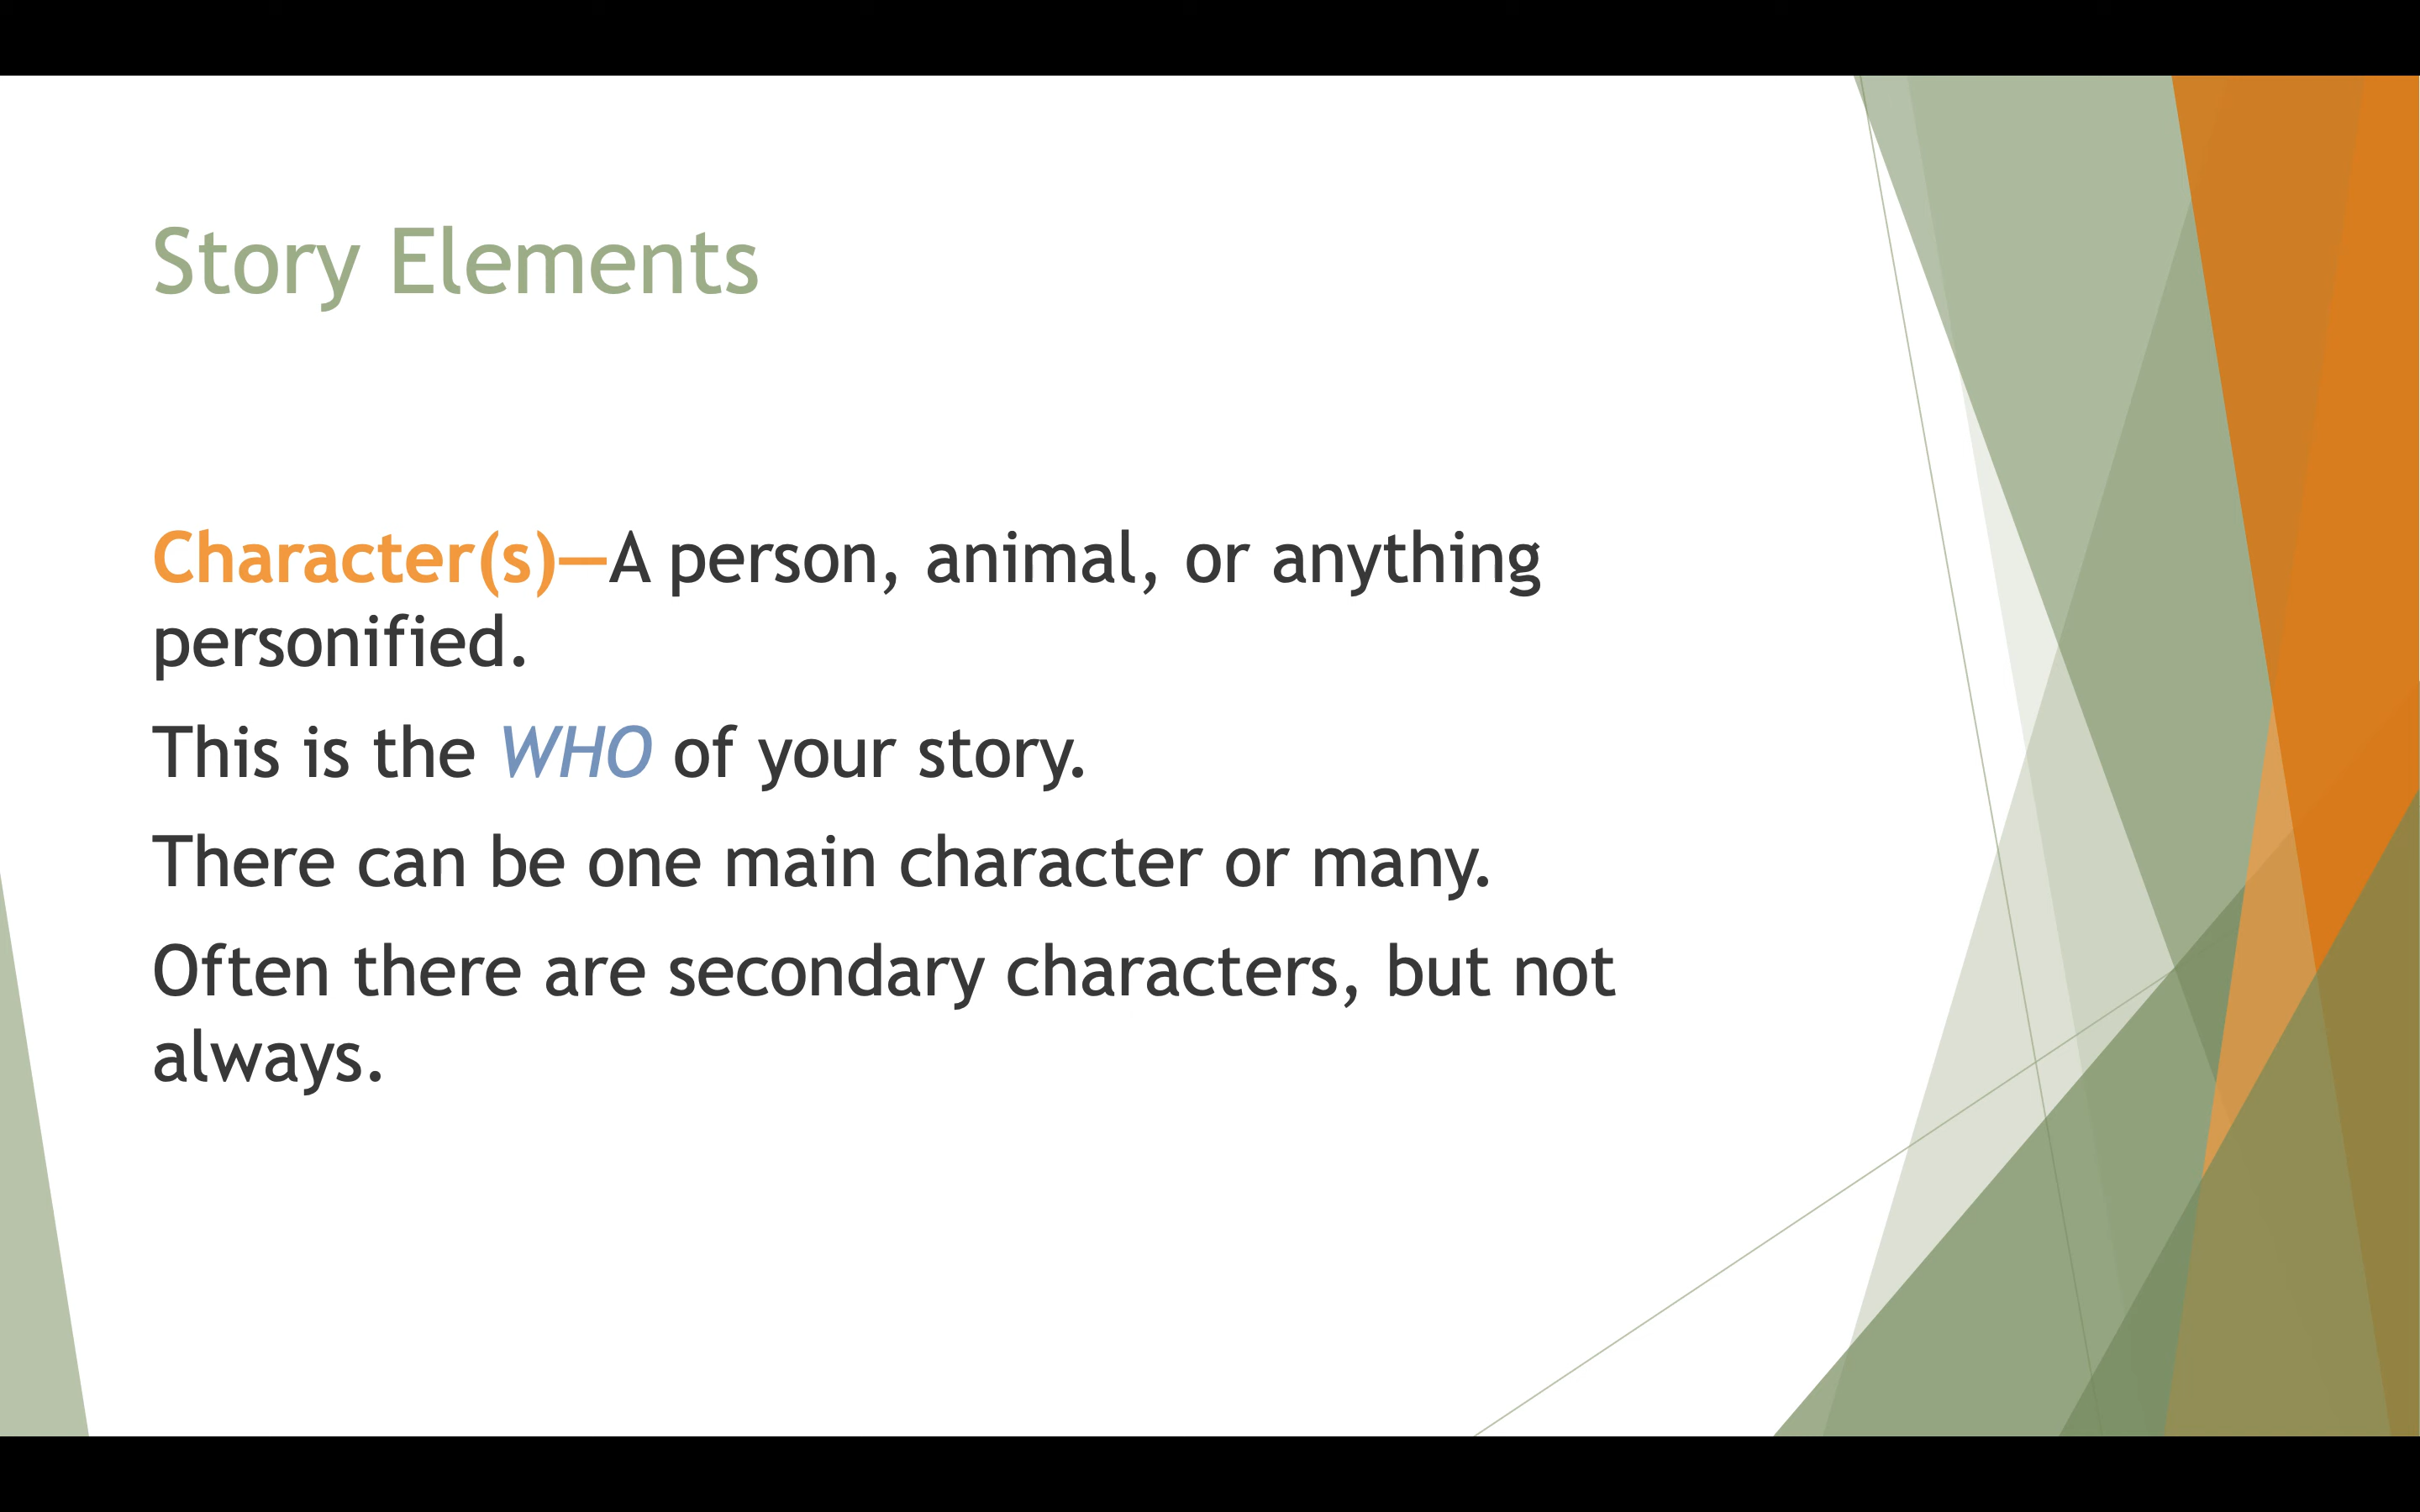 Story Elements
Character(s)—A person, animal, or anything
personified.
This is the WHO of your story.
There can be one main character or many.
Often there are secondary characters, but not
always.